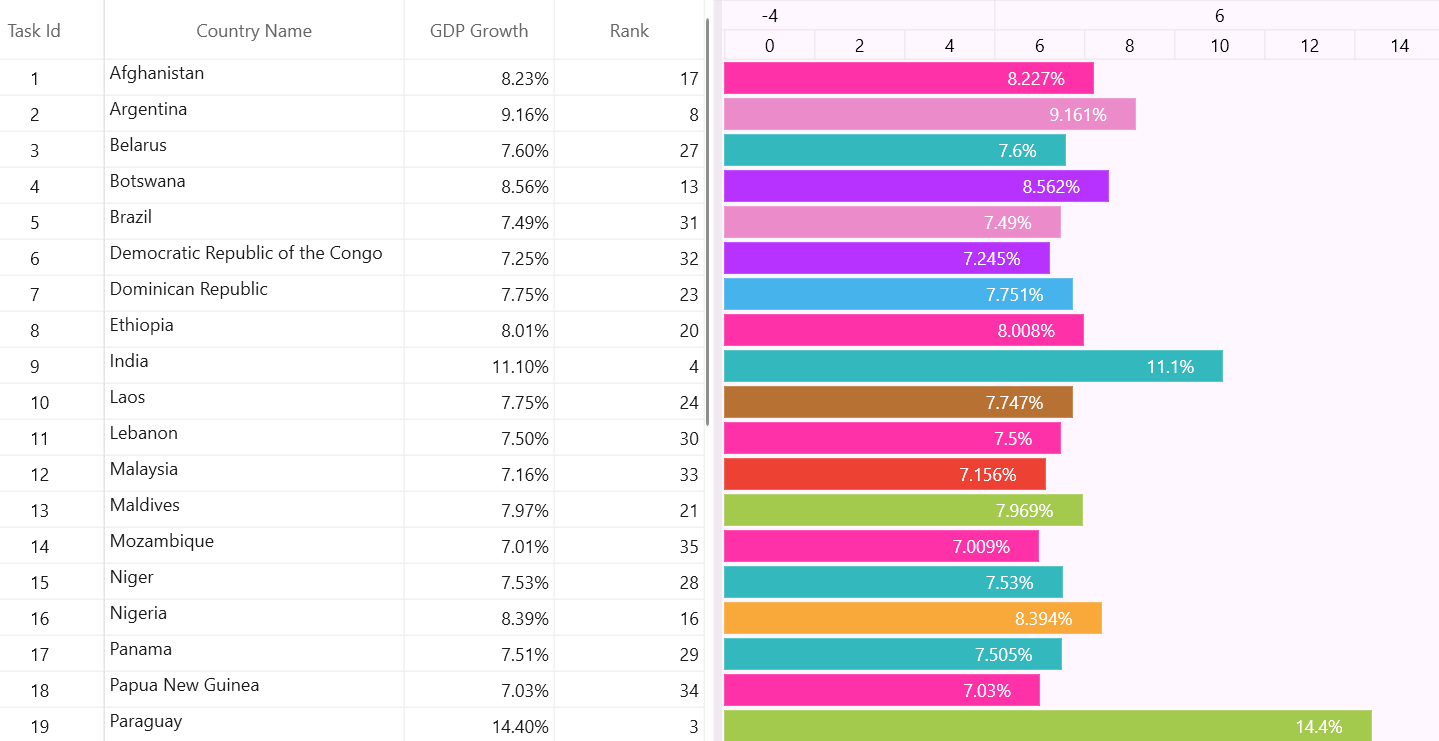 Task Id Country Name GDP Growth Rank -4 6
0 2 4 6 8 10 12 14
1 Afghanistan 8.23% 17 8.227%
2 Argentina 9.16% 8 9.161%
3 Belarus 7.60% 27 7.6%
4 Botswana 8.56% 13 8.562%
5 Brazil 7.49% 31 7.49%
6 Democratic Republic of the Congo 7.25% 32 7.245%
7 Dominican Republic 7.75% 23 7.751%
8 Ethiopia 8.01% 20 8.008%
9 India 11.10% 4 11.1%
10 Laos 7.75% 24 7.747%
11 Lebanon 7.50% 30 7.5%
12 Malaysia 7.16% 33 7.156%
13 Maldives 7.97% 21 7.969%
14 Mozambique 7.01% 35 7.009%
15 Niger 7.53% 28 7.53%
16 Nigeria 8.39% 16 8.394%
17 Panama 7.51% 29 7.505%
18 Papua New Guinea 7.03% 34 7.03%
19 Paraguay 14.40% 3 14.4%